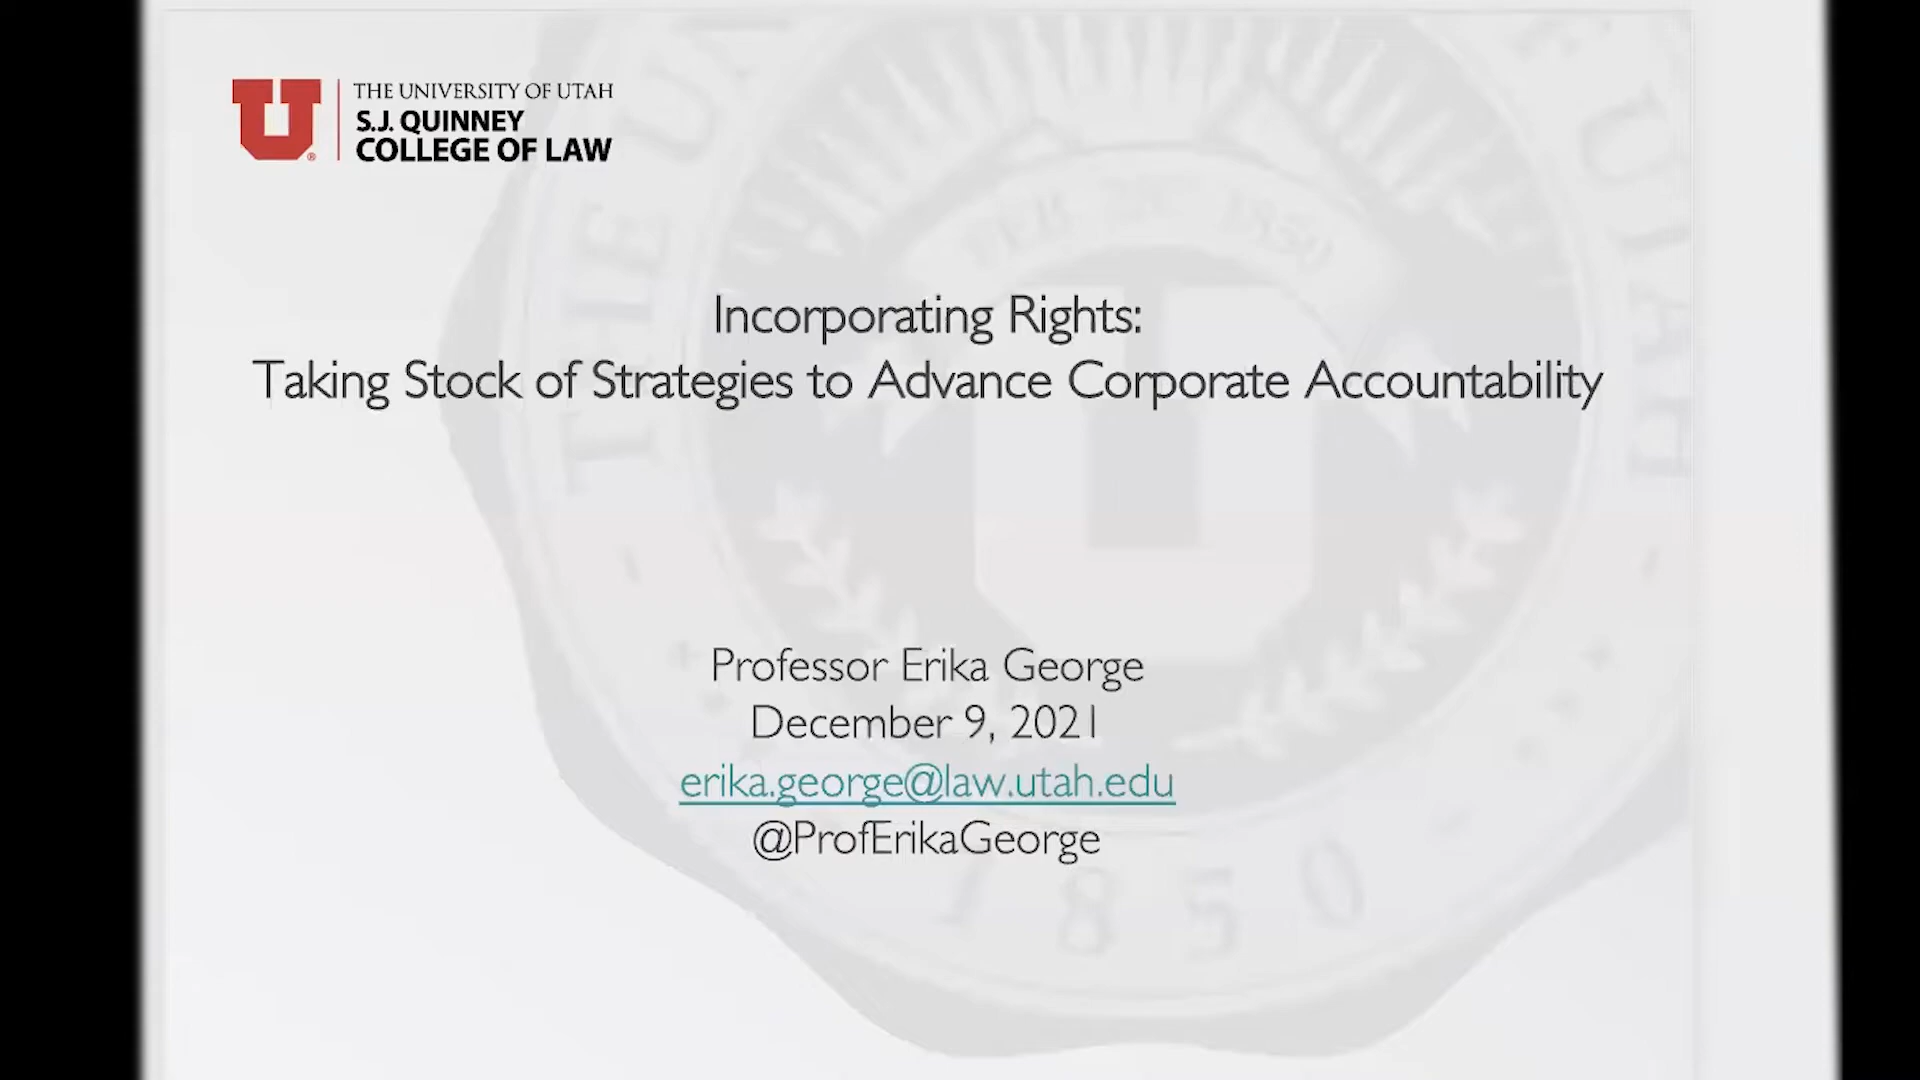 THE UNIVERSITY OF UTAH
S.J. QUINNEY
COLLEGE OF LAW
Incorporating Rights:
Taking Stock of Strategies to Advance Corporate Accountability
Professor Erika George
December 9, 2021
erika.george@law.utah.edu
@ProfErikaGeorge
1850